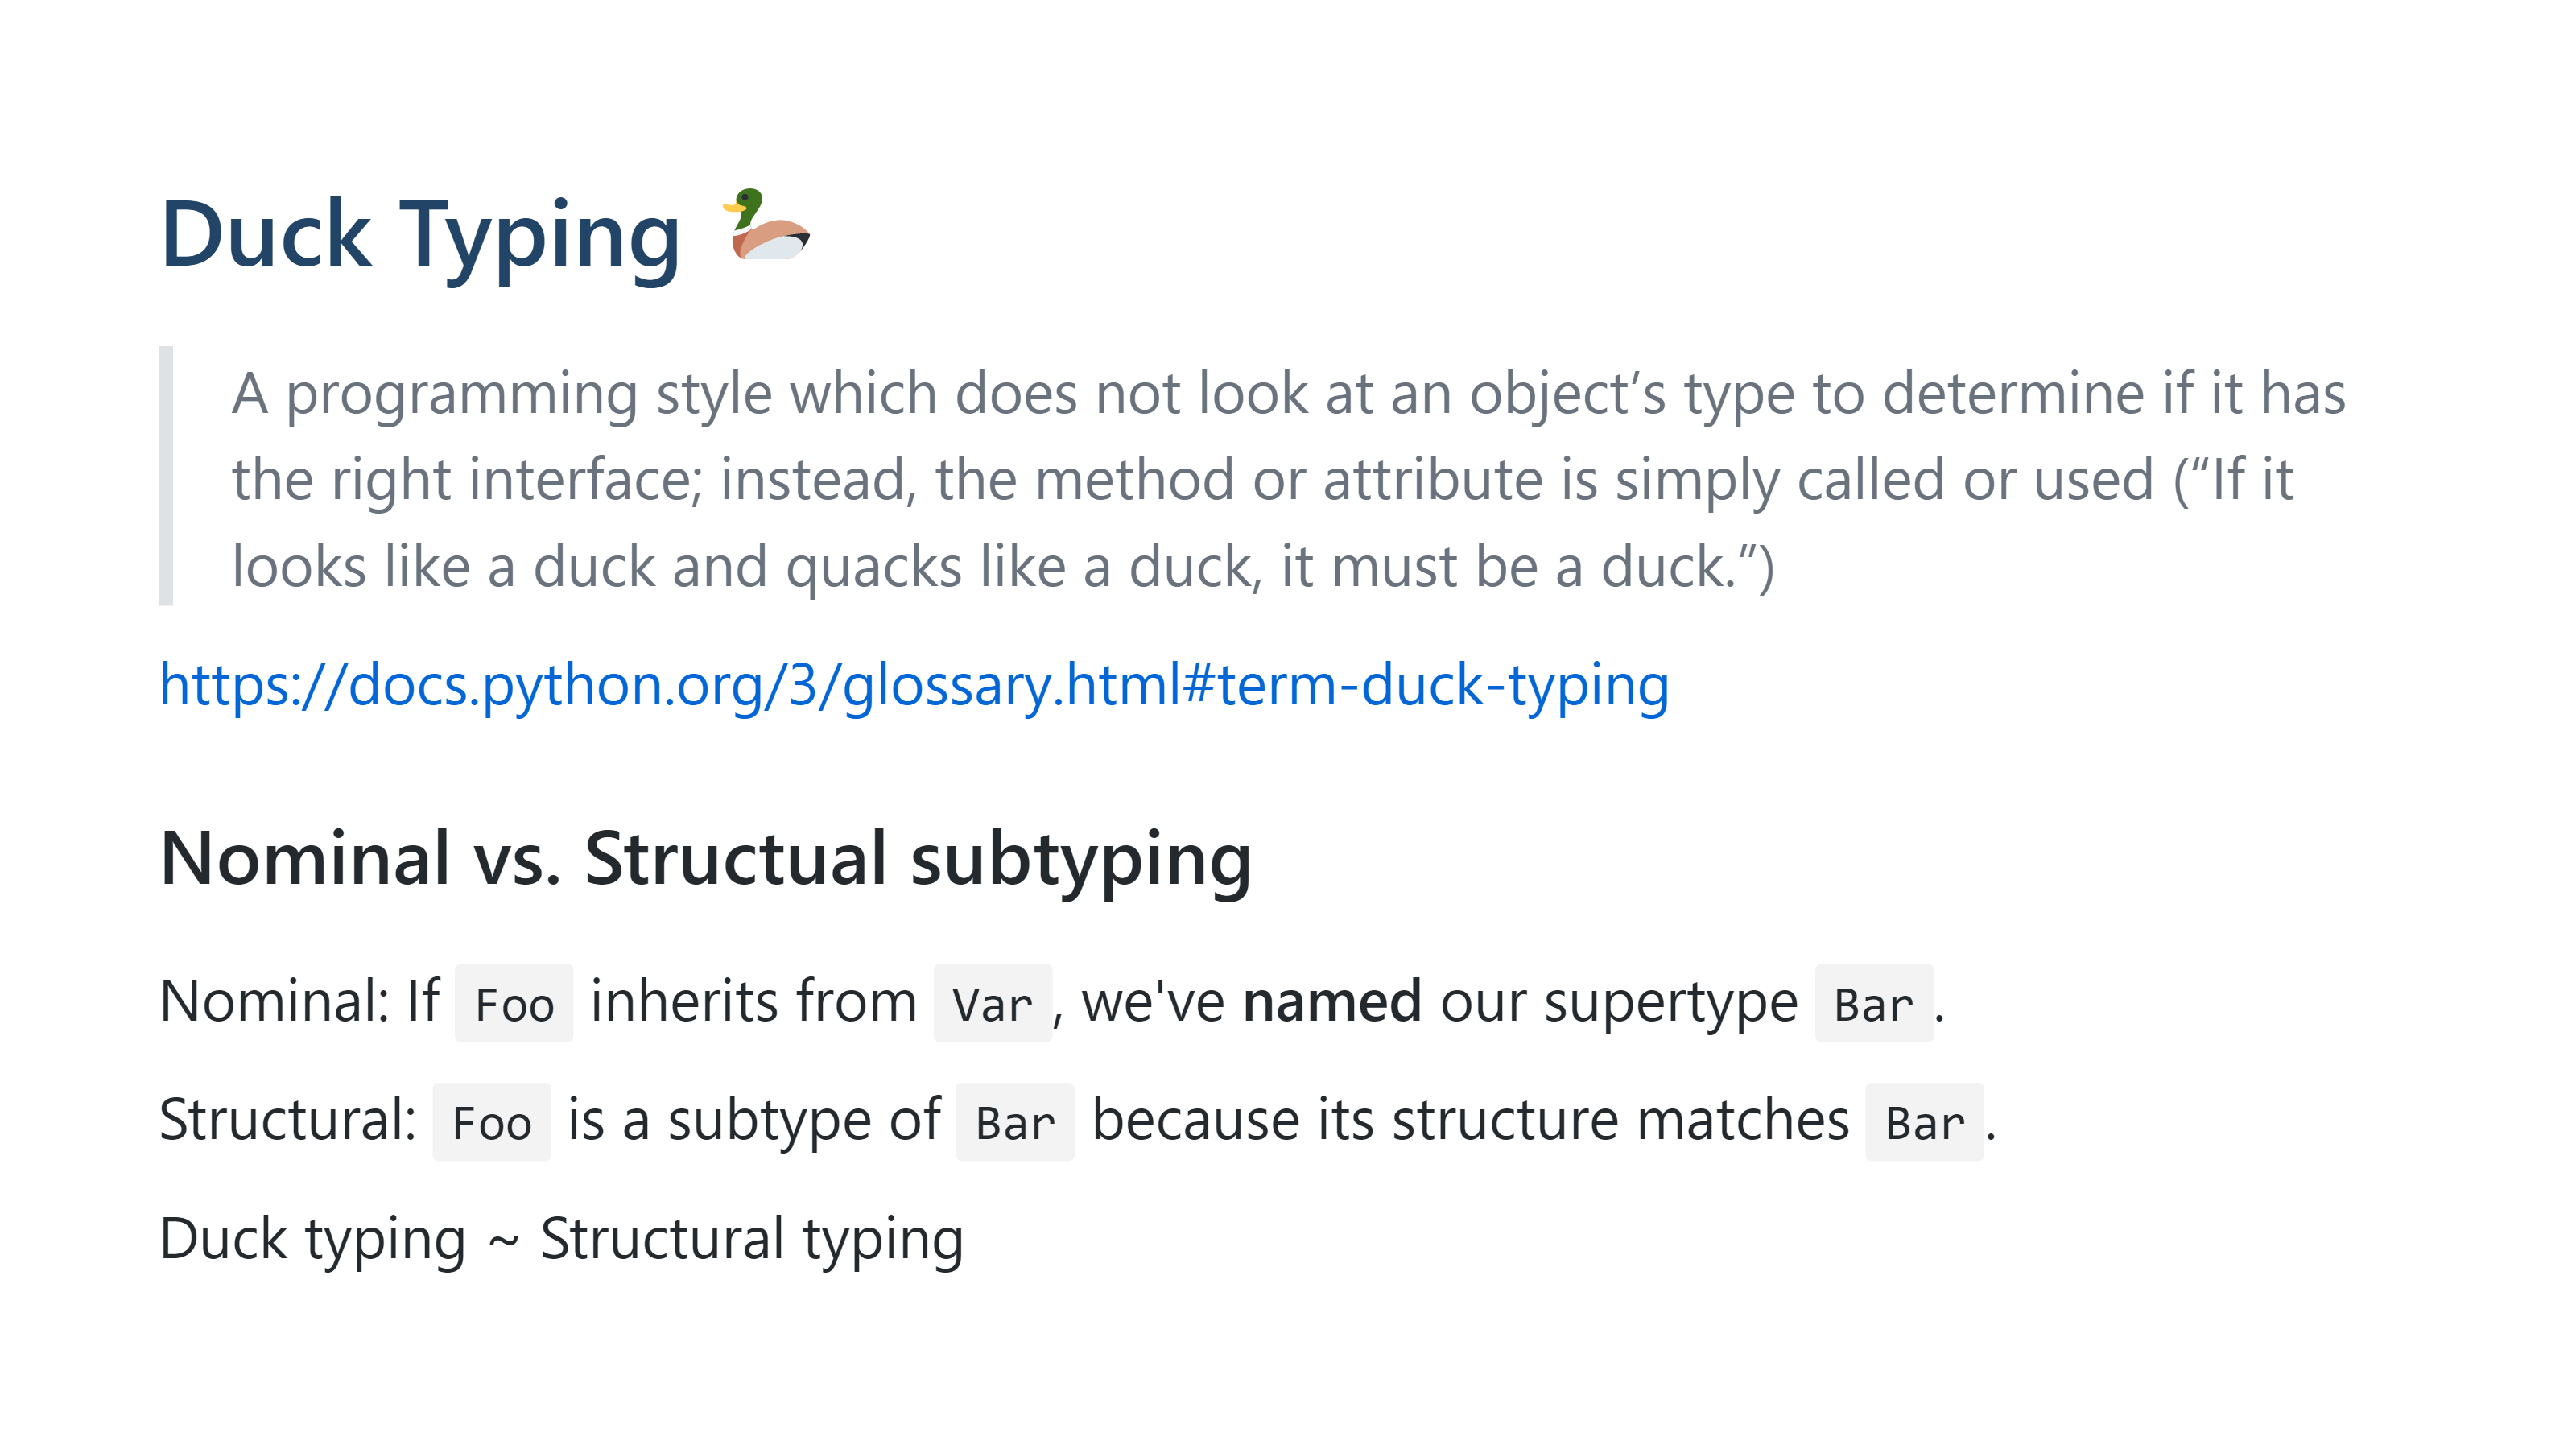 Duck Typing 🦆
A programming style which does not look at an object’s type to determine if it has
the right interface; instead, the method or attribute is simply called or used (“If it
looks like a duck and quacks like a duck, it must be a duck.”)
https://docs.python.org/3/glossary.html#term-duck-typing
Nominal vs. Structual subtyping
Nominal: If Foo inherits from Var, we've named our supertype Bar.
Structural: Foo is a subtype of Bar because its structure matches Bar.
Duck typing ~ Structural typing